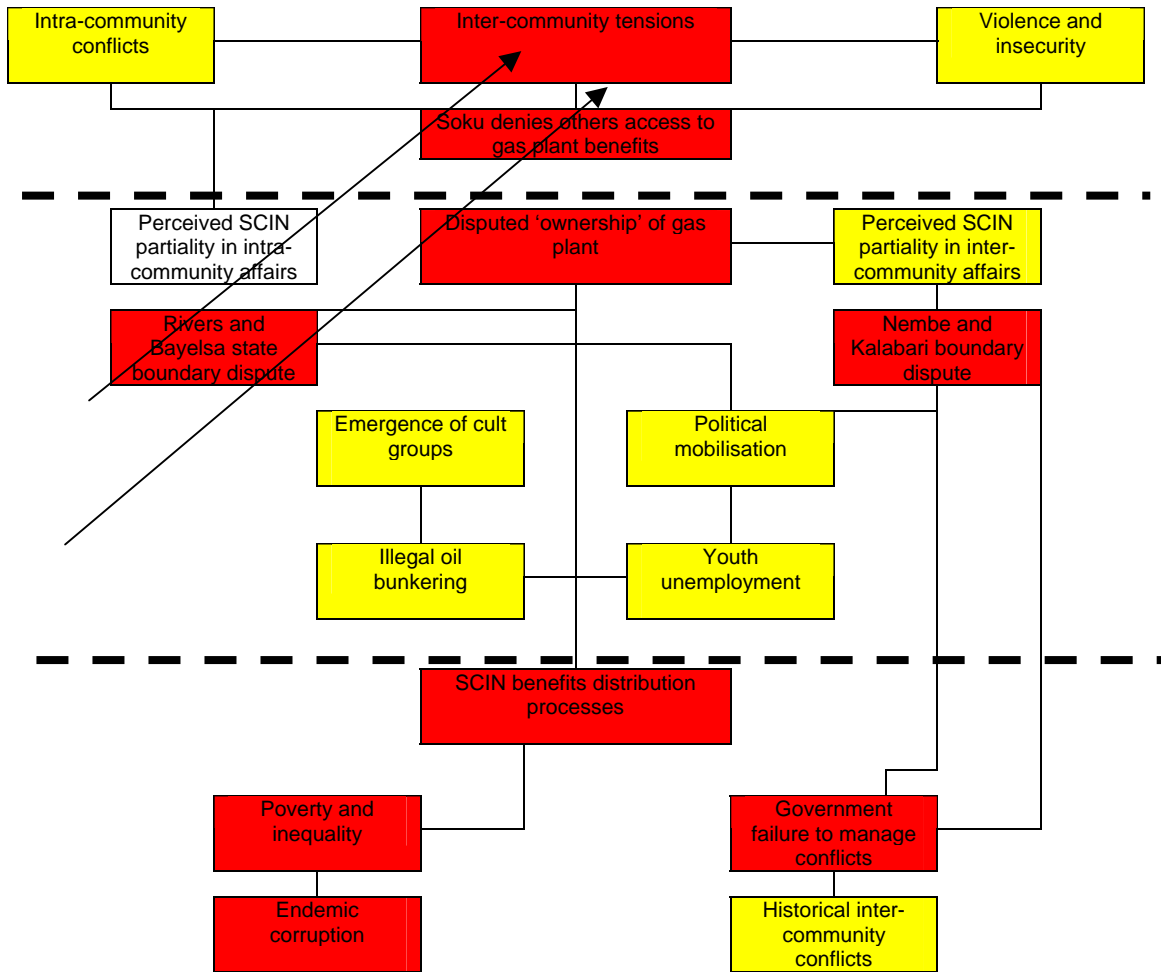 Intra-community
conflicts
Inter-community tensions
Violence and
insecurity
Soku denies others access to
gas plant benefits
Perceived SCIN
partiality in intra-
community affairs
Disputed ‘ownership’ of gas
plant
Perceived SCIN
partiality in inter-
community affairs
Rivers and
Bayelsa state
boundary dispute
Nembe and
Kalabari boundary
dispute
Emergence of cult
groups
Political
mobilisation
Illegal oil
bunkering
Youth
unemployment
SCIN benefits distribution
processes
Poverty and
inequality
Government
failure to manage
conflicts
Endemic
corruption
Historical inter-
community
conflicts